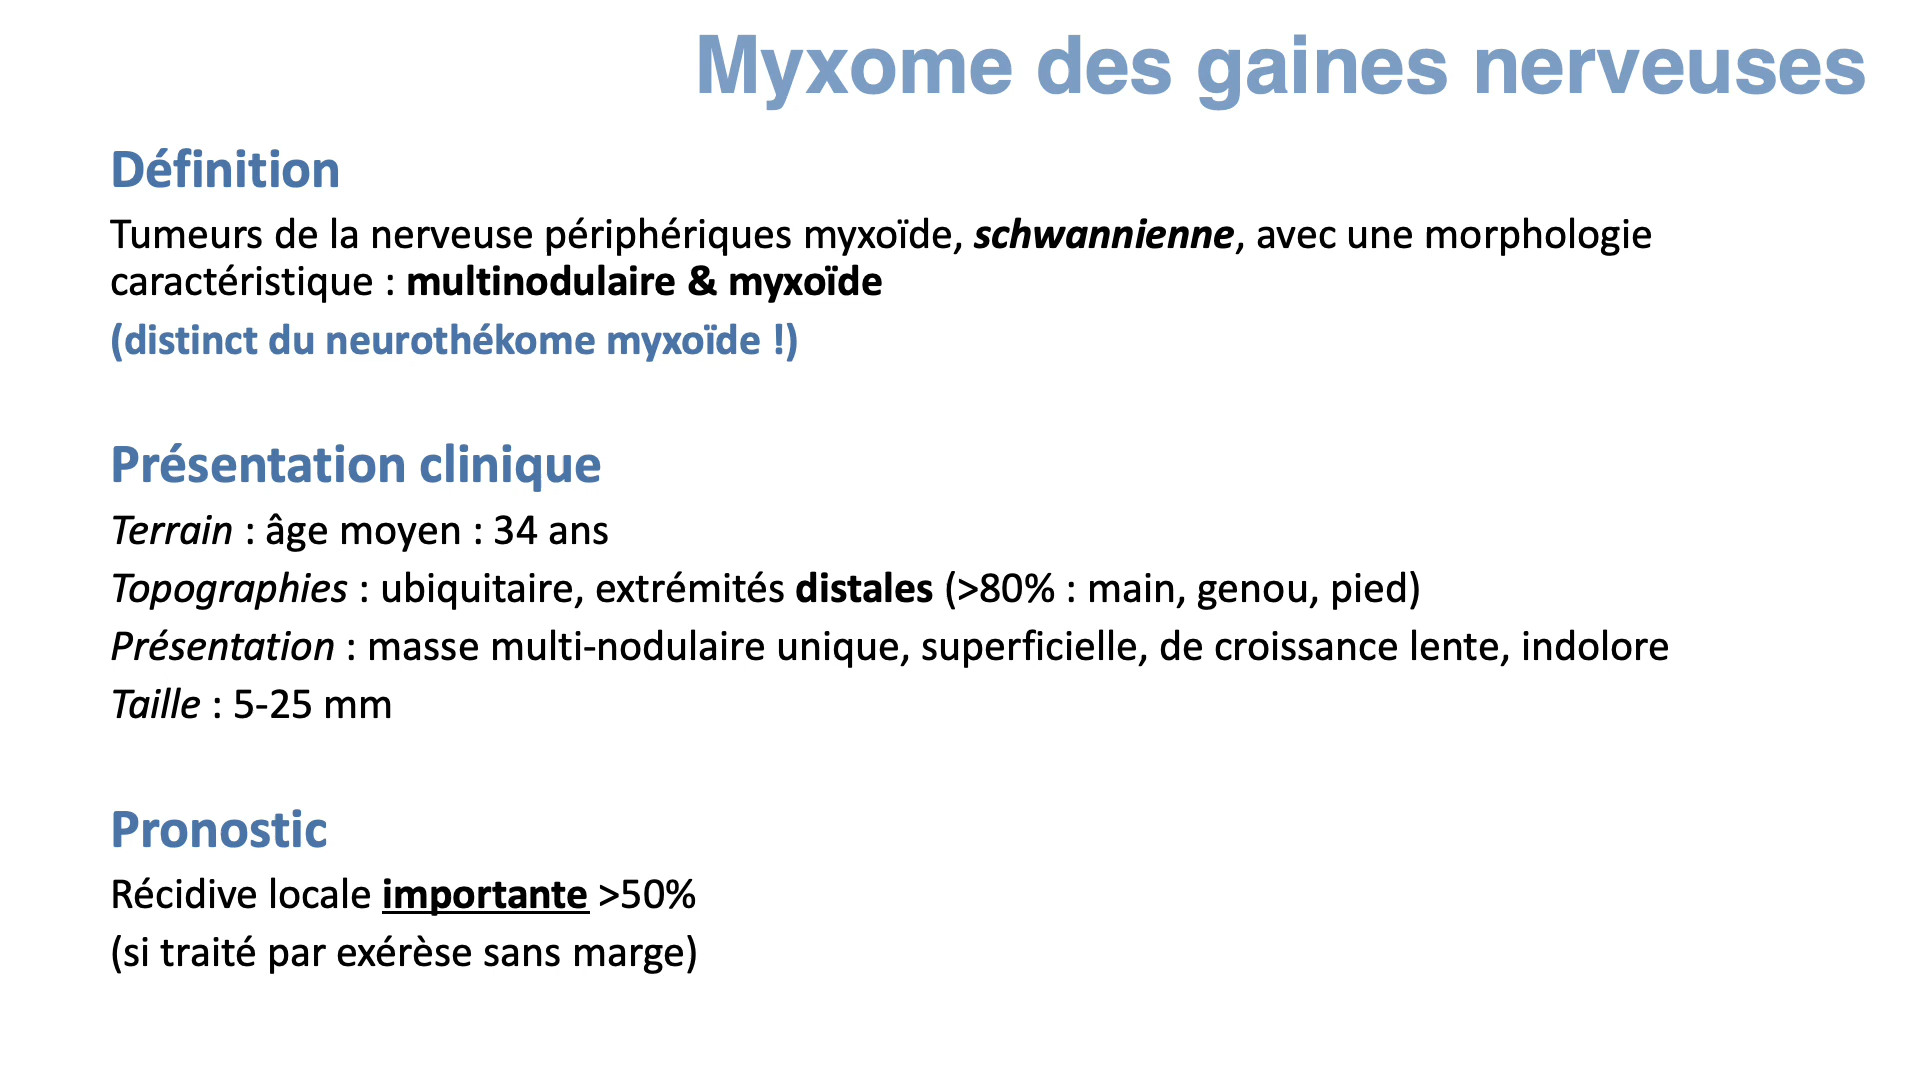 Myxome des gaines nerveuses
Définition
Tumeurs de la nerveuse périphériques myxoïde, schwannienne, avec une morphologie
caractéristique : multinodulaire & myxoïde
(distinct du neurothékome myxoïde !)
Présentation clinique
Terrain : âge moyen : 34 ans
Topographies : ubiquitaire, extrémités distales (>80% : main, genou, pied)
Présentation : masse multi-nodulaire unique, superficielle, de croissance lente, indolore
Taille : 5-25 mm
Pronostic
Récidive locale importante >50%
(si traité par exérèse sans marge)